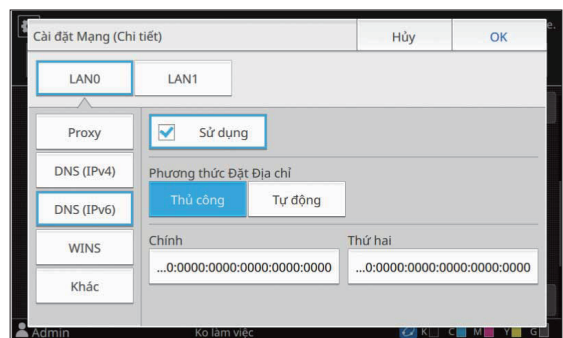 Cài đặt Mạng (Chi tiết)
Hủy
OK
e.
LAN0
LAN1
Proxy
DNS (IPv4)
DNS (IPv6)
WINS
Khác
Sử dụng
Phương thức Đặt Địa chỉ
Thủ công
Tự động
Chính
Thứ hai
...0:0000:0000:0000:0000:0000
...0:0000:0000:0000:0000:0000
Admin
Ko làm việc
K
C
M
Y
G